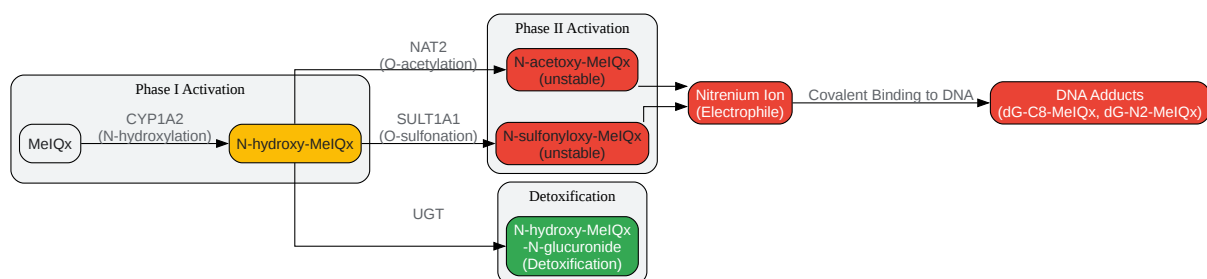 Phase I Activation
MeIQx
CYP1A2
(N-hydroxylation)
N-hydroxy-MeIQx
NAT2
(O-acetylation)
SULT1A1
(O-sulfonation)
UGT
Phase II Activation
N-acetoxy-MeIQx
(unstable)
N-sulfonyloxy-MeIQx
(unstable)
Detoxification
N-hydroxy-MeIQx
-N-glucuronide
(Detoxification)
Nitrenium Ion
(Electrophile)
Covalent Binding to DNA
DNA Adducts
(dG-C8-MeIQx, dG-N2-MeIQx)